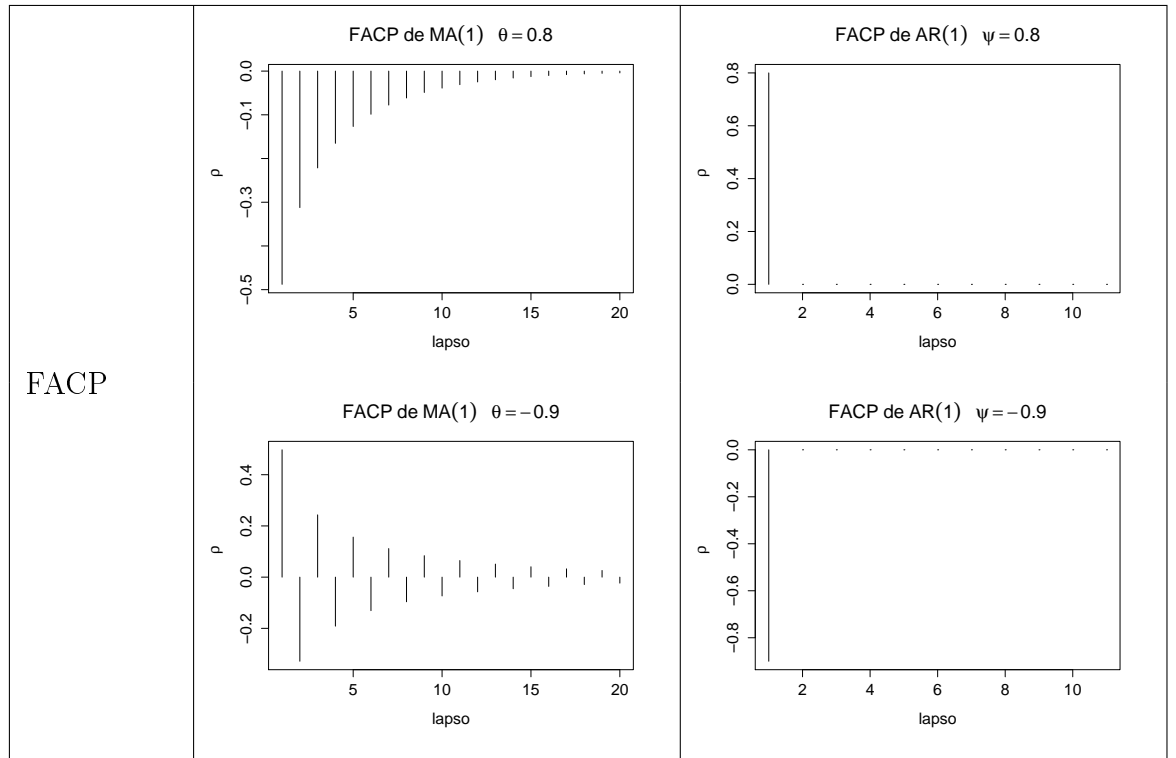 FACP
FACP de MA(1) θ = 0.8
ρ
0.0
−0.1
−0.3
−0.5
5 10 15 20
lapso
FACP de AR(1) ψ = 0.8
ρ
0.8
0.6
0.4
0.2
0.0
2 4 6 8 10
lapso
FACP de MA(1) θ = −0.9
ρ
0.4
0.2
0.0
−0.2
5 10 15 20
lapso
FACP de AR(1) ψ = −0.9
ρ
0.0
−0.2
−0.4
−0.6
−0.8
2 4 6 8 10
lapso